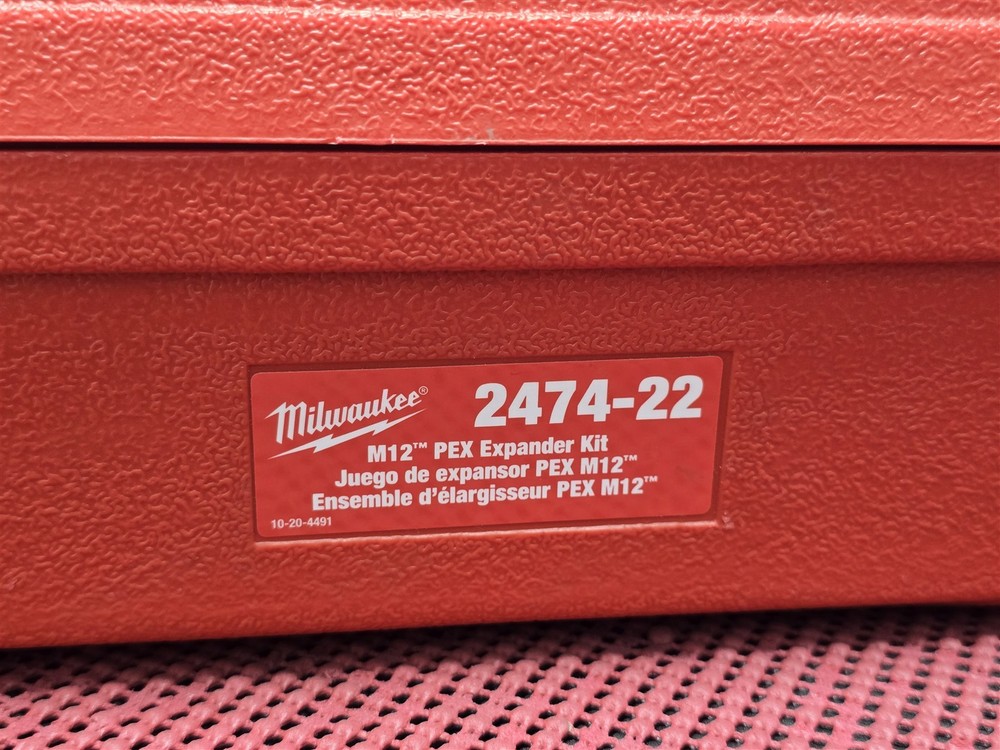 Milwaukee® 2474-22
M12™ PEX Expander Kit
Juego de expansor PEX M12™
Ensemble d'élargisseur PEX M12™
10-20-4491